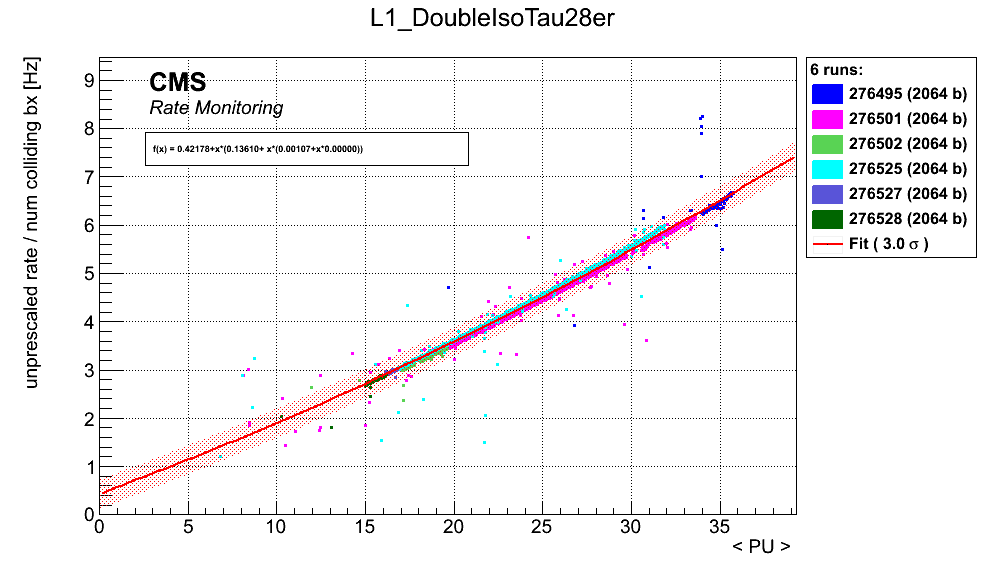 L1_DoubleIsoTau28er
unprescaled rate / num colliding bx [Hz]
CMS
Rate Monitoring
f(x) = 0.42178+x*(0.13610+ x*(0.00107+x*0.00000))
9
8
7
6
5
4
3
2
1
0
0 5 10 15 20 25 30 35
< PU >
6 runs:
276495 (2064 b)
276501 (2064 b)
276502 (2064 b)
276525 (2064 b)
276527 (2064 b)
276528 (2064 b)
Fit ( 3.0 σ )